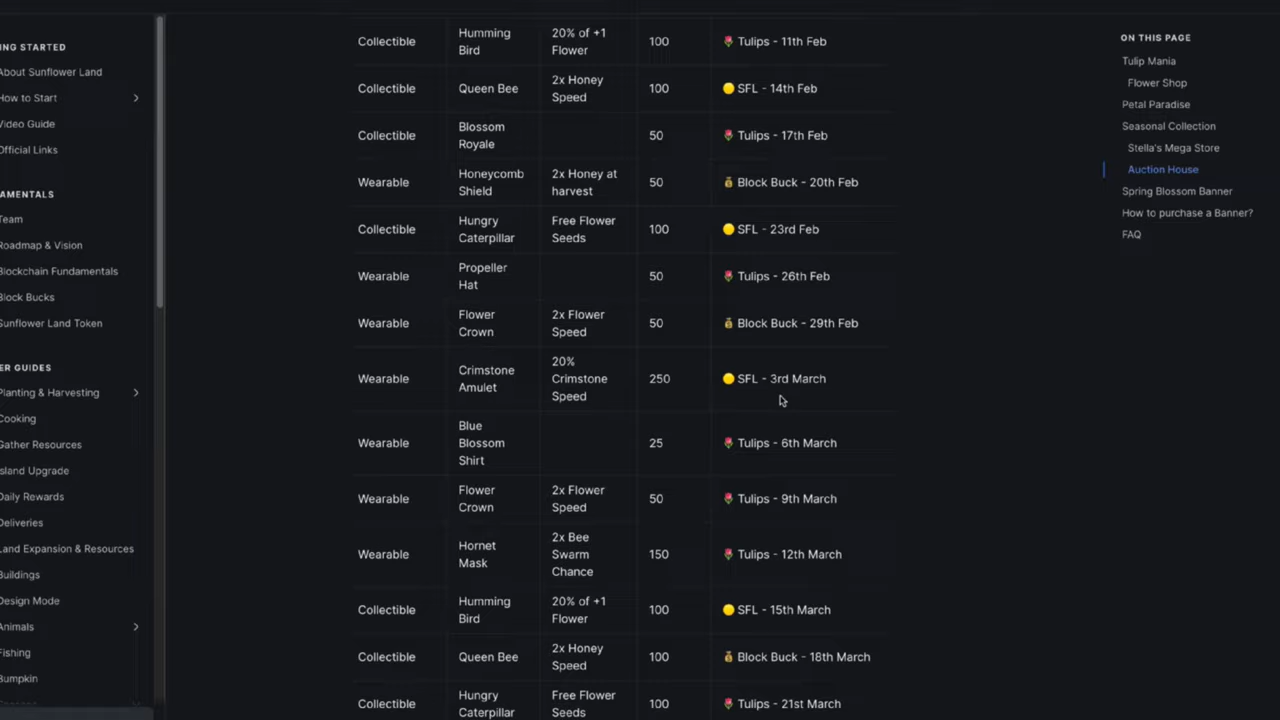 NG STARTED
About Sunflower Land
How to Start
Video Guide
Official Links
AMENTALS
Team
Roadmap & Vision
Blockchain Fundamentals
Block Bucks
Sunflower Land Token
ER GUIDES
Planting & Harvesting
Cooking
Gather Resources
sland Upgrade
Daily Rewards
Deliveries
Land Expansion & Resources
Buildings
Design Mode
Animals
Fishing
Bumpkin
Collectible
Humming
Bird
20% of +1
Flower
100
Tulips - 11th Feb
Collectible
Queen Bee
2x Honey
Speed
100
SFL - 14th Feb
Collectible
Blossom
Royale
50
Tulips - 17th Feb
Wearable
Honeycomb
Shield
2x Honey at
harvest
50
Block Buck - 20th Feb
Collectible
Hungry
Caterpillar
Free Flower
Seeds
100
SFL - 23rd Feb
Wearable
Propeller
Hat
50
Tulips - 26th Feb
Wearable
Flower
Crown
2x Flower
Speed
50
Block Buck - 29th Feb
Wearable
Crimstone
Amulet
20%
Crimstone
Speed
250
SFL - 3rd March
Wearable
Blue
Blossom
Shirt
25
Tulips - 6th March
Wearable
Flower
Crown
2x Flower
Speed
50
Tulips - 9th March
Wearable
Hornet
Mask
2x Bee
Swarm
Chance
150
Tulips - 12th March
Collectible
Humming
Bird
20% of +1
Flower
100
SFL - 15th March
Collectible
Queen Bee
2x Honey
Speed
100
Block Buck - 18th March
Collectible
Hungry
Caterpillar
Free Flower
Seeds
100
Tulips - 21st March
ON THIS PAGE
Tulip Mania
Flower Shop
Petal Paradise
Seasonal Collection
Stella's Mega Store
Auction House
Spring Blossom Banner
How to purchase a Banner?
FAQ